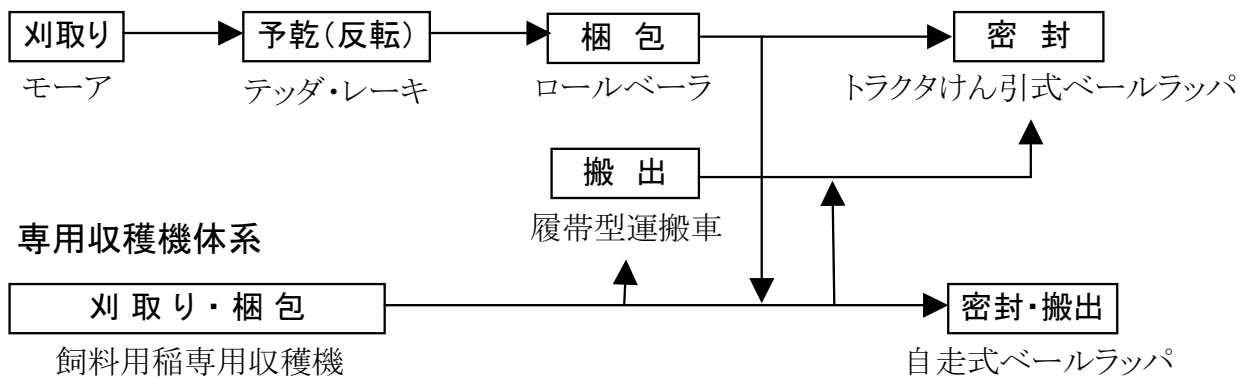 刈取り 予乾(反転) 梱 包 密 封
モーア テッダ・レーキ ロールベーラ トラクタけん引式ベールラッパ
搬 出
履帯型運搬車
専用収穫機体系
刈 取 り ・ 梱 包 密封・搬出
飼料用稲専用収穫機 自走式ベールラッパ